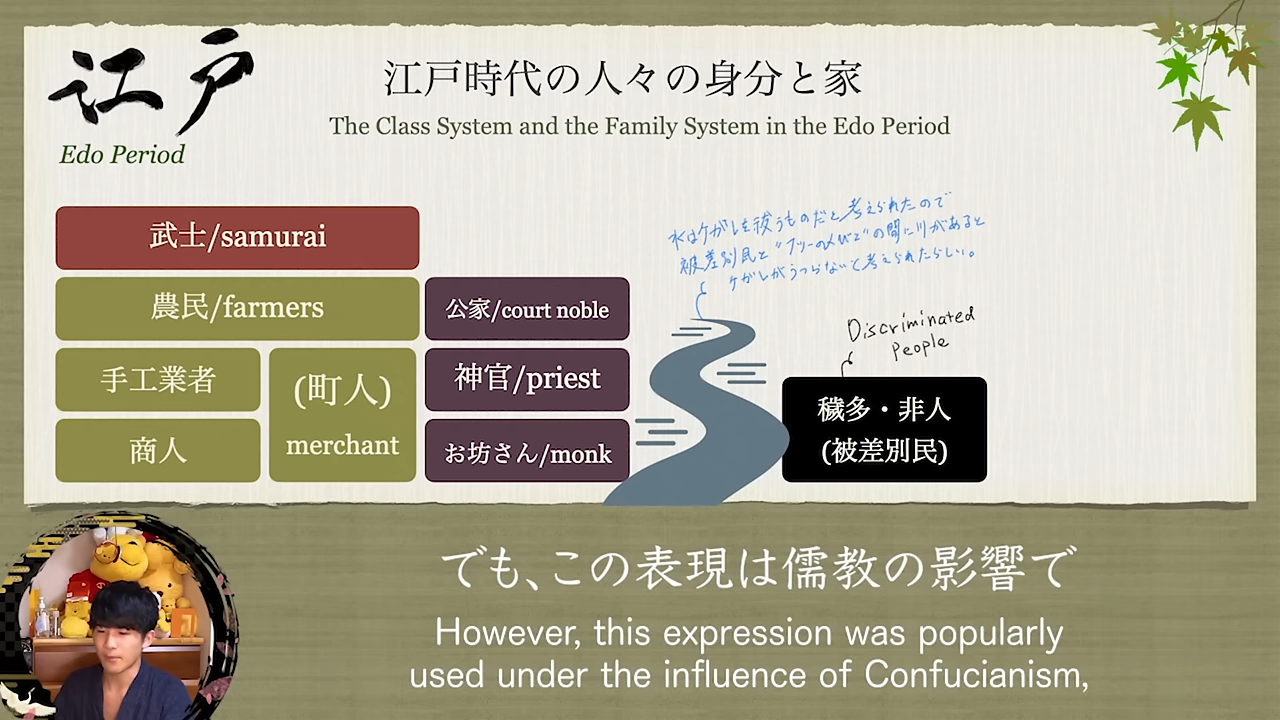 江戸
Edo Period
江戸時代の人々の身分と家
The Class System and the Family System in the Edo Period
武士/samurai
農民/farmers
手工業者
商人
(町人)
merchant
公家/court noble
神官/priest
お坊さん/monk
水はケガレを祓うものだと考えられたので
被差別民と“フツーの人びと”の間に川があると
ケガレがうつらないと考えられたらしい。
Discriminated
People
穢多・非人
(被差別民)
でも、この表現は儒教の影響で
However, this expression was popularly
used under the influence of Confucianism,